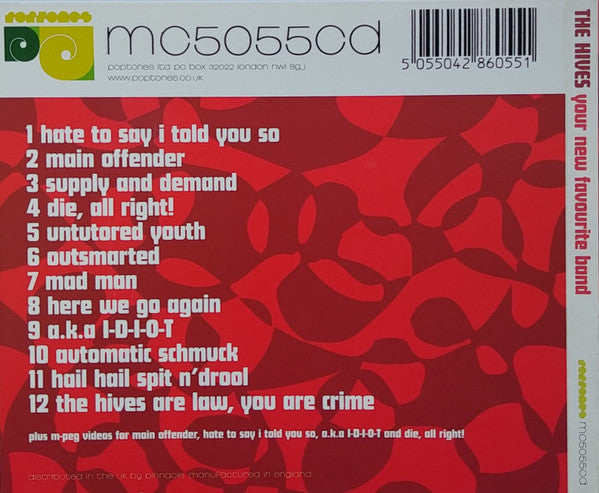 poptones
mc5055cd
poptones ltd po box 32022 london nw1 8gj
www.poptones.co.uk
5 055042 860551
1 hate to say i told you so
2 main offender
3 supply and demand
4 die, all right!
5 untutored youth
6 outsmarted
7 mad man
8 here we go again
9 a.k.a I-D-I-O-T
10 automatic schmuck
11 hail hail spit n'drool
12 the hives are law, you are crime
plus m-peg videos for main offender, hate to say i told you so, a.k.a I-D-I-O-T and die, all right!
distributed in the uk by pinnacle. manufactured in england
THE HIVES your new favourite band
poptones
mc5055cd